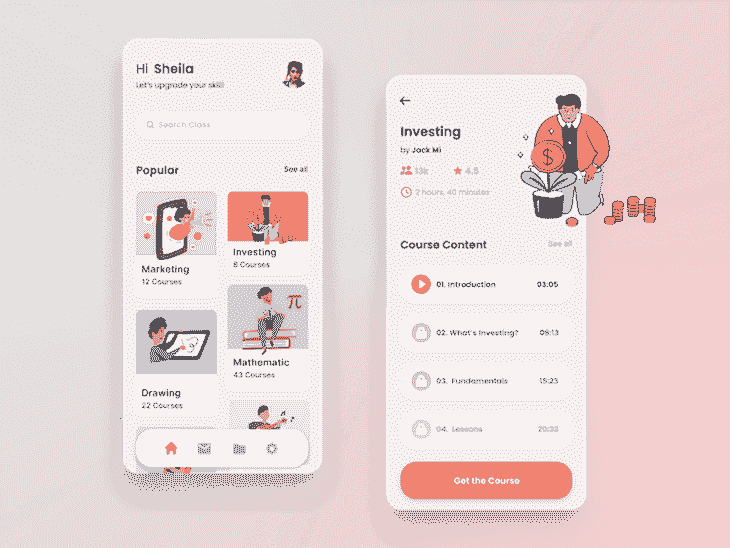 Hi Sheila
Let's upgrade your skill!
Search Class
Popular
See all
Marketing
12 Courses
Investing
8 Courses
Drawing
22 Courses
π
Mathematic
43 Courses
Investing
by Jack Mi
13k
4.5
2 hours, 40 minutes
$
Course Content
See all
01. Introduction
03:05
02. What's Investing?
08:13
03. Fundamentals
15:23
04. Lessons
20:33
Get the Course